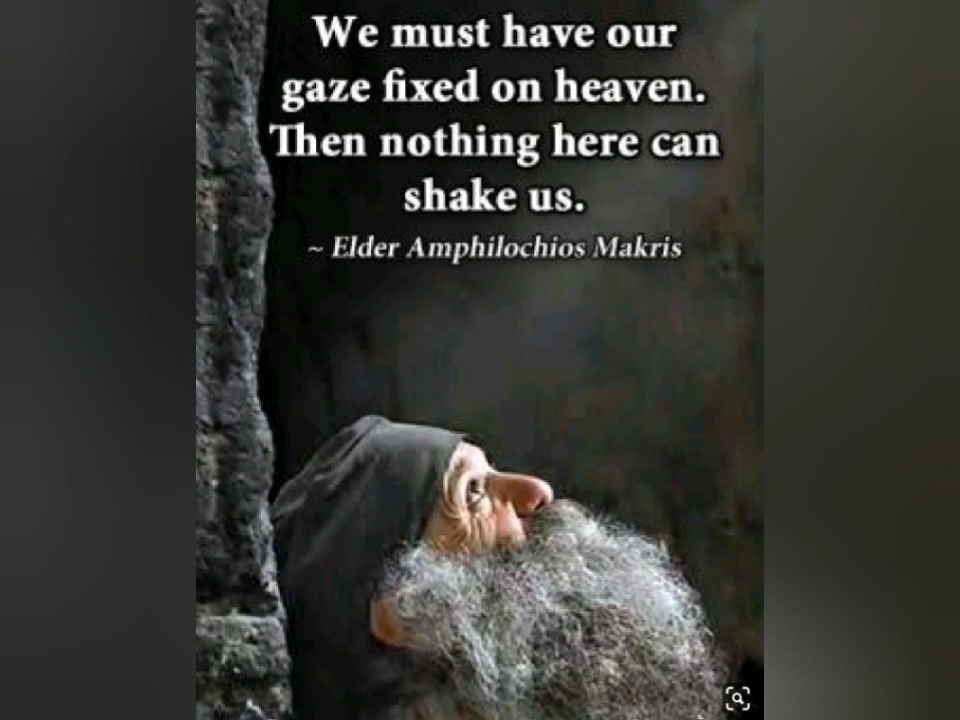 We must have our
gaze fixed on heaven.
Then nothing here can
shake us.
~ Elder Amphilochios Makris